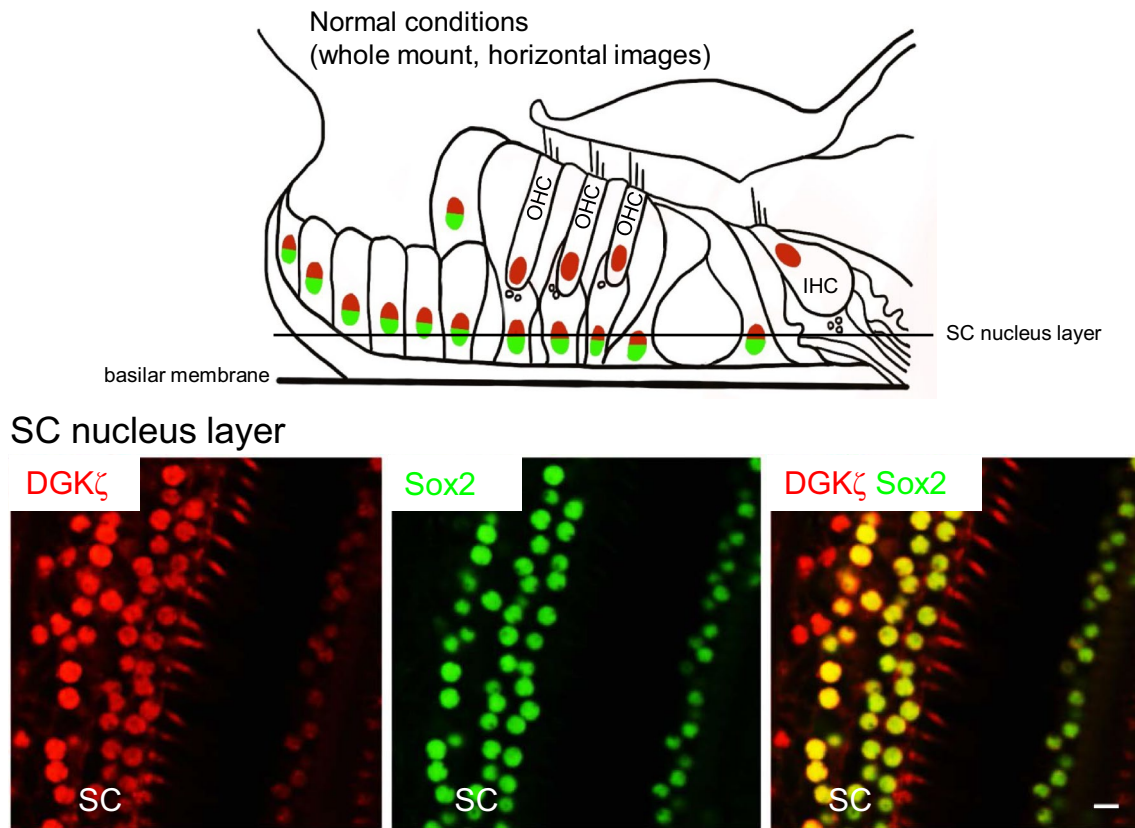 Normal conditions
(whole mount, horizontal images)
OHC
OHC
OHC
IHC
SC nucleus layer
basilar membrane
SC nucleus layer
DGKζ
Sox2
DGKζ Sox2
SC
SC
SC